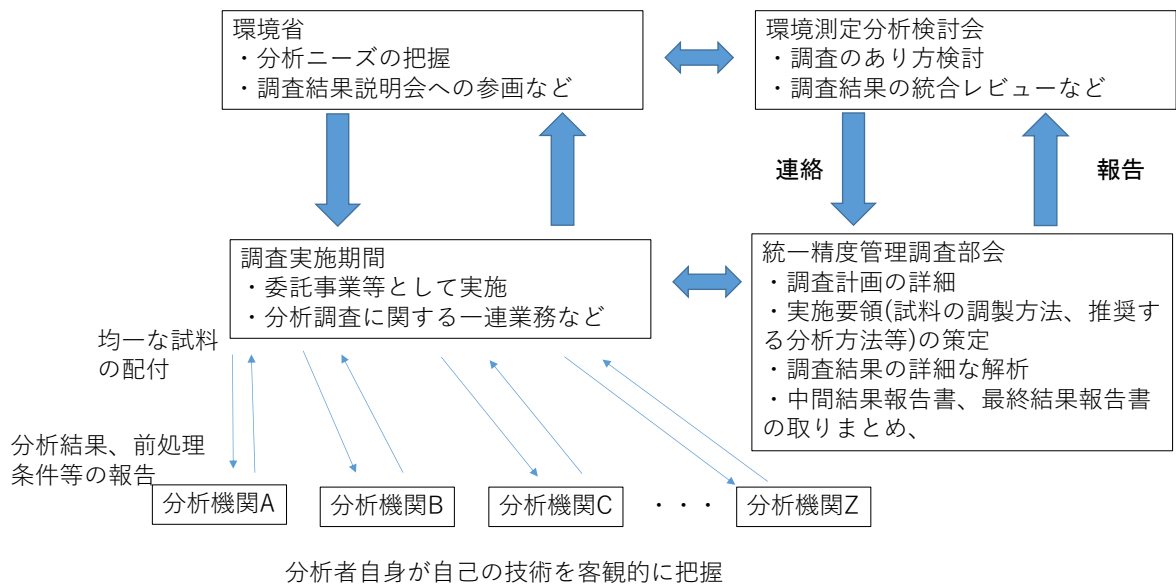 環境省
・分析ニーズの把握
・調査結果説明会への参画など
環境測定分析検討会
・調査のあり方検討
・調査結果の統合レビューなど
連絡
報告
調査実施期間
・委託事業等として実施
・分析調査に関する一連業務など
統一精度管理調査部会
・調査計画の詳細
・実施要領(試料の調製方法、推奨す
る分析方法等)の策定
・調査結果の詳細な解析
・中間結果報告書、最終結果報告書
の取りまとめ、
均一な試料
の配付
分析結果、前処理
条件等の報告
分析機関A
分析機関B
分析機関C
・・・
分析機関Z
分析者自身が自己の技術を客観的に把握